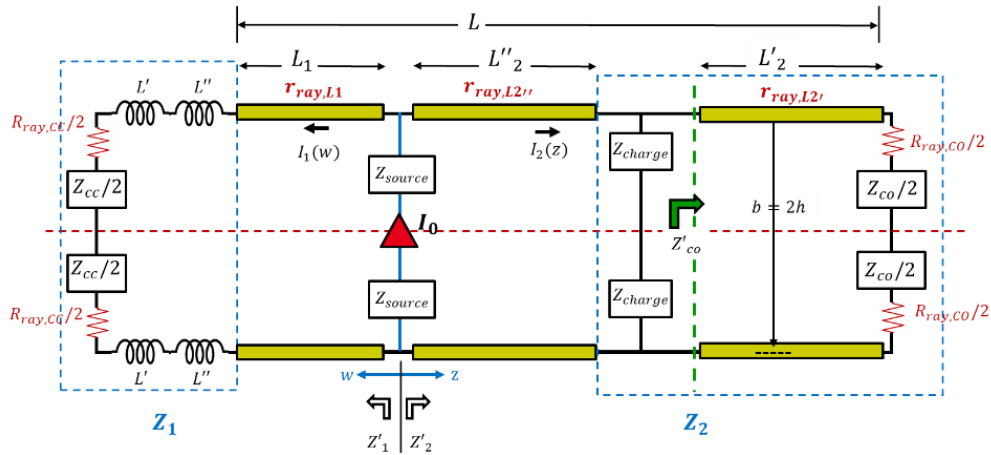 L
L₁
L''₂
L'₂
L'
L''
r_ray,L1
r_ray,L2''
r_ray,L2'
R_ray,CC/2
I₁(w)
I₂(z)
R_ray,CO/2
Z_source
Z_charge
Z_cc/2
b = 2h
Z_co/2
I₀
Z'_co
Z_cc/2
Z_source
Z_charge
Z_co/2
R_ray,CC/2
R_ray,CO/2
-----
L'
L''
w
z
Z₁
Z'₁
Z'₂
Z₂